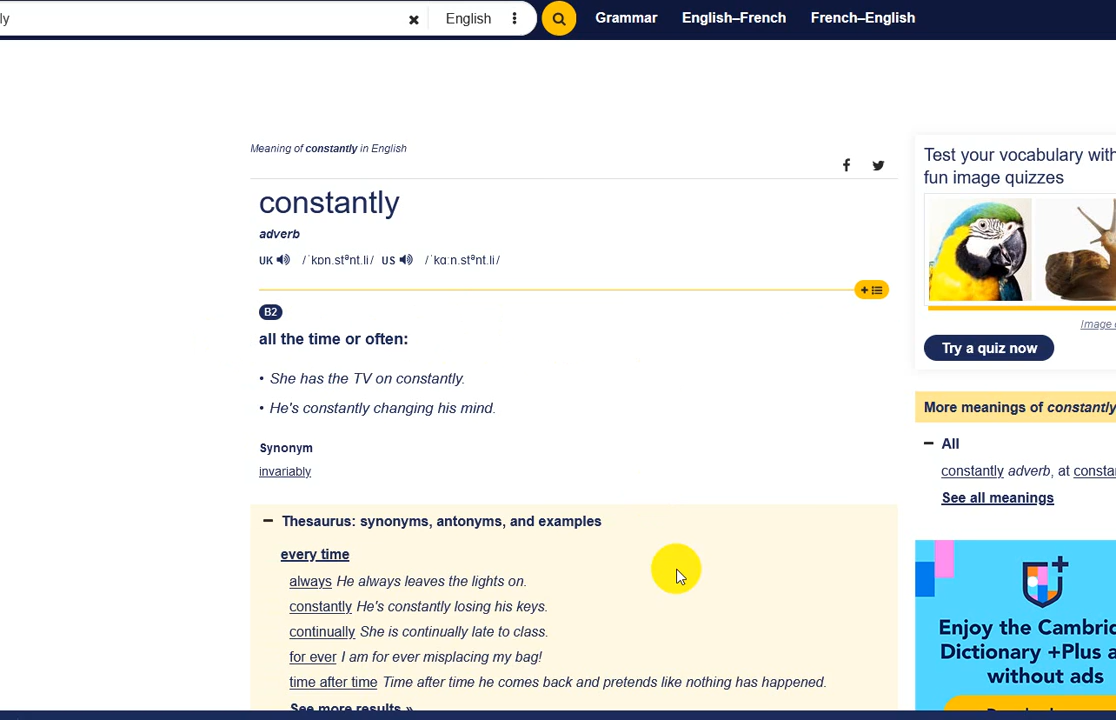 ly
English
Grammar
English–French
French–English
Meaning of constantly in English
constantly
adverb
UK /ˈkɒn.stᵊnt.li/ US /ˈkɑːn.stᵊnt.li/
B2
all the time or often:
• She has the TV on constantly.
• He's constantly changing his mind.
Synonym
invariably
Thesaurus: synonyms, antonyms, and examples
every time
always He always leaves the lights on.
constantly He's constantly losing his keys.
continually She is continually late to class.
for ever I am for ever misplacing my bag!
time after time Time after time he comes back and pretends like nothing has happened.
See more results »
Test your vocabulary with
fun image quizzes
Image
Try a quiz now
More meanings of constantly
All
constantly adverb, at consta
See all meanings
Enjoy the Cambri
Dictionary +Plus a
without ads